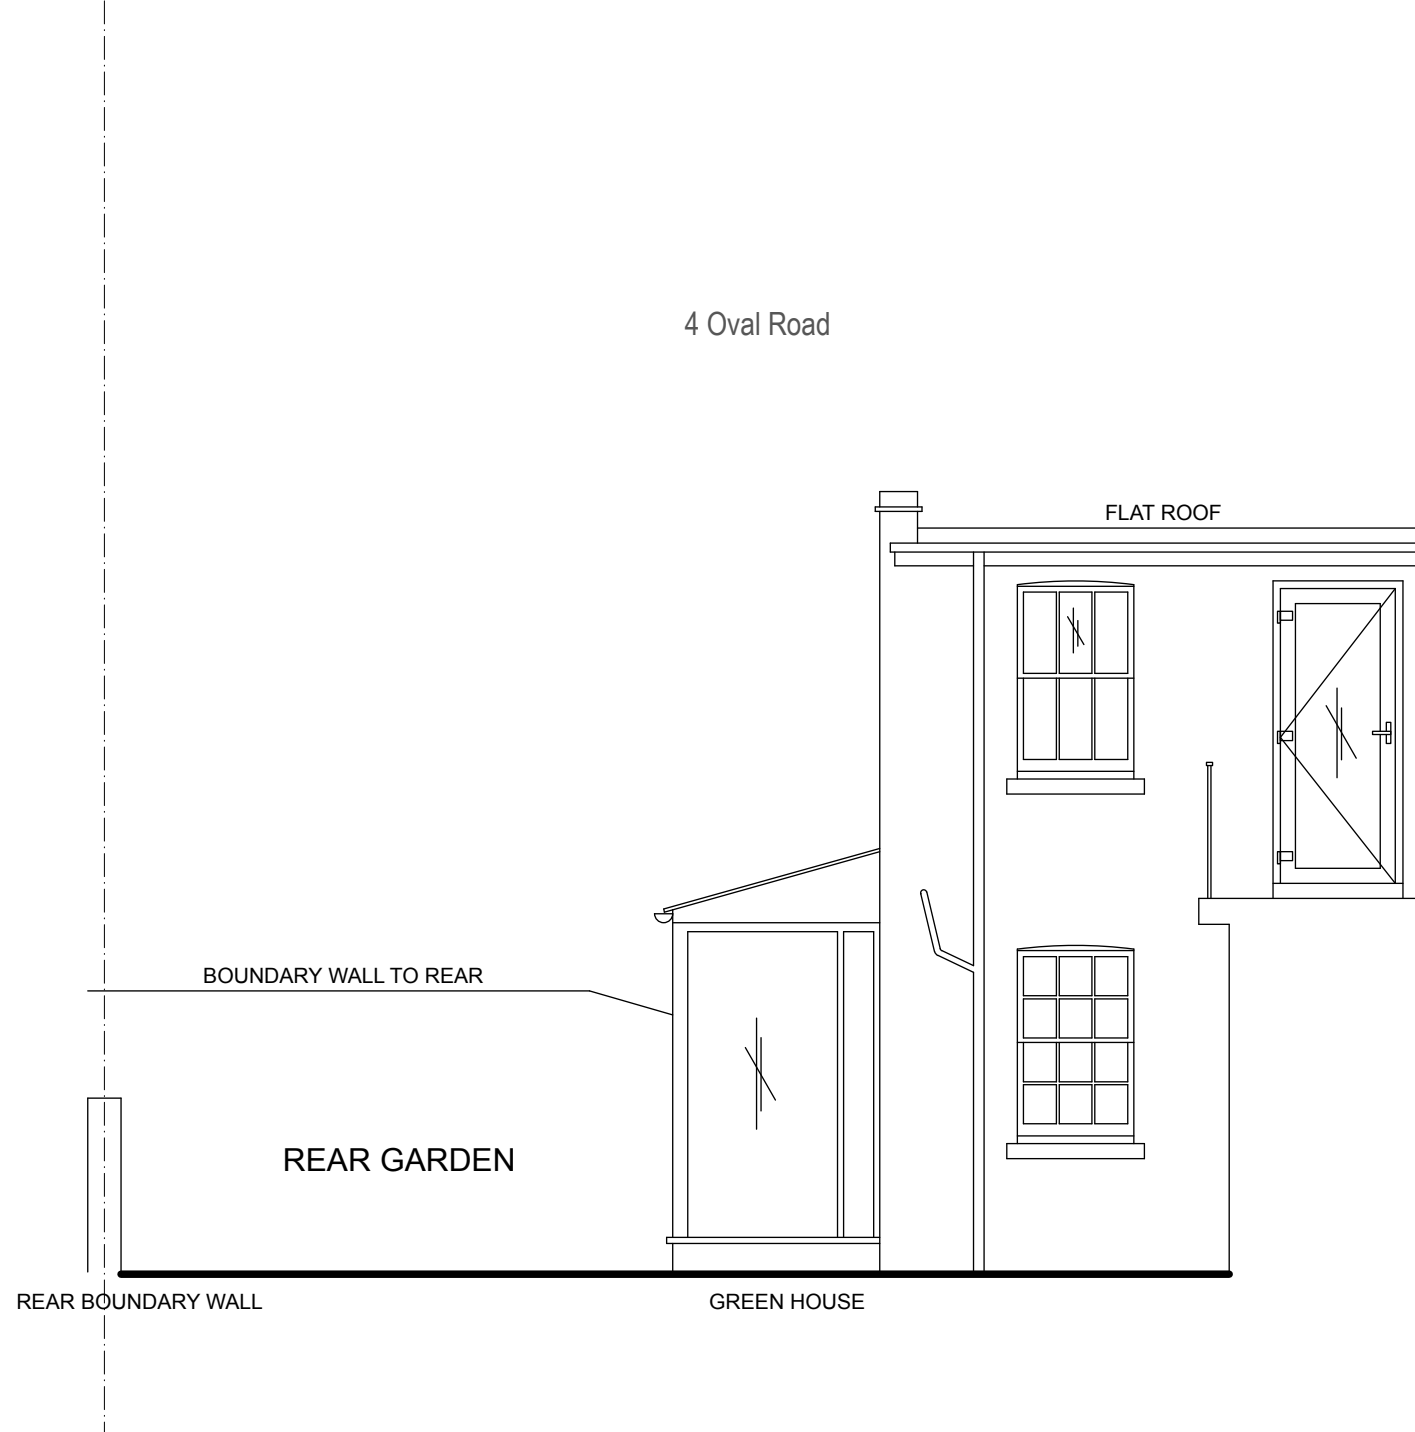 4 Oval Road
FLAT ROOF
BOUNDARY WALL TO REAR
REAR GARDEN
REAR BOUNDARY WALL
GREEN HOUSE